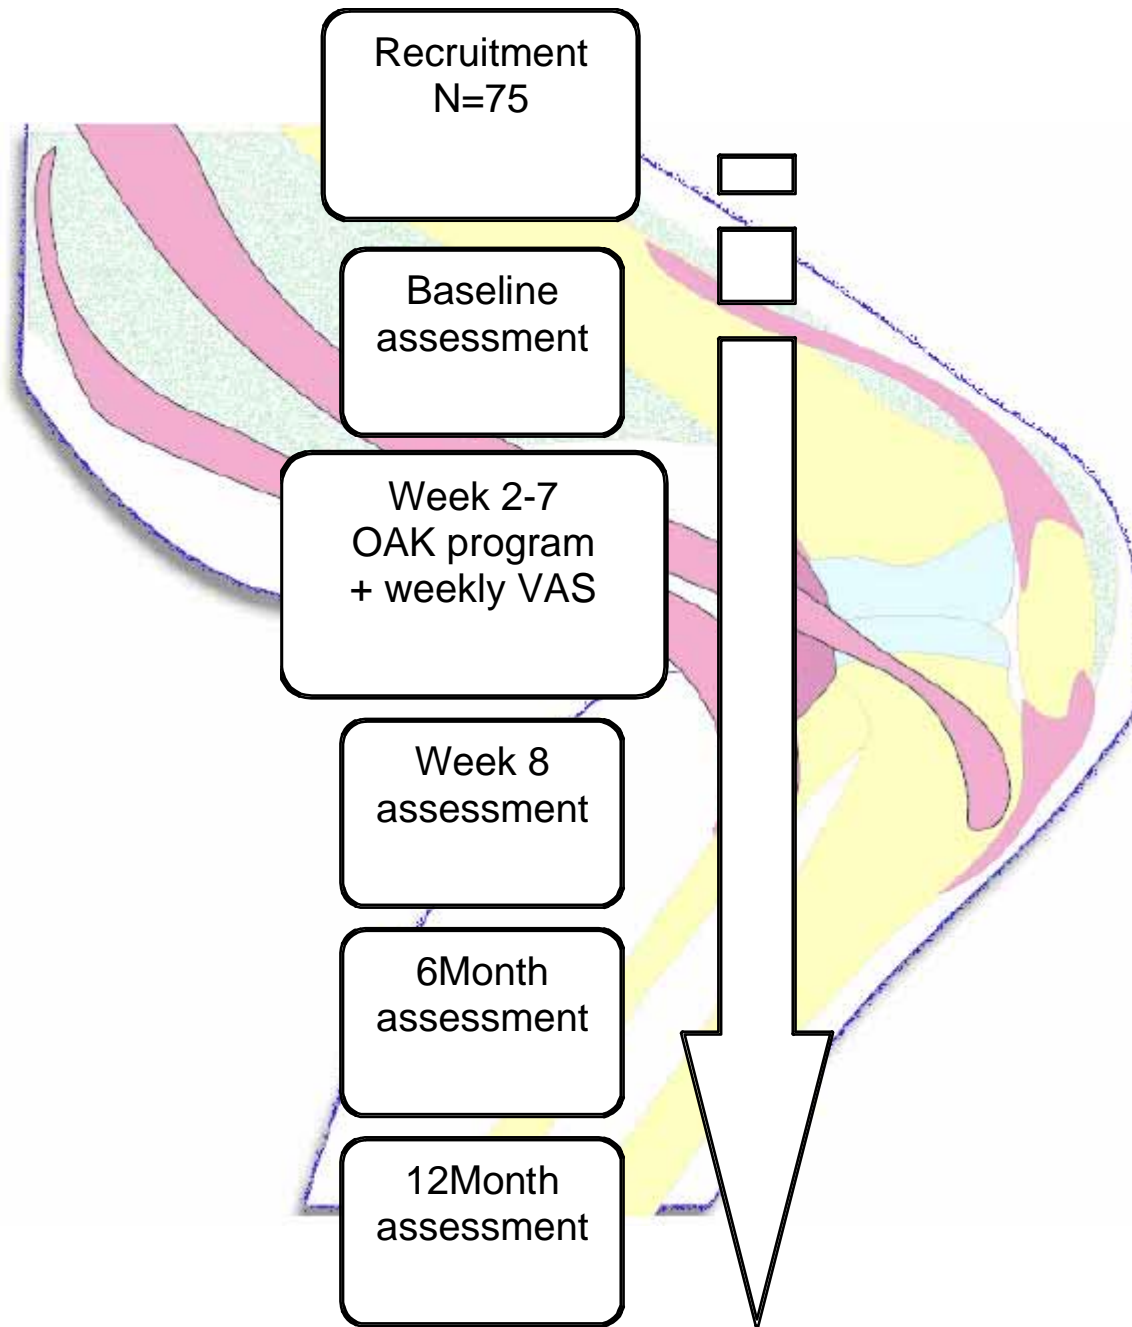 Recruitment
N=75
Baseline
assessment
Week 2-7
OAK program
+ weekly VAS
Week 8
assessment
6Month
assessment
12Month
assessment